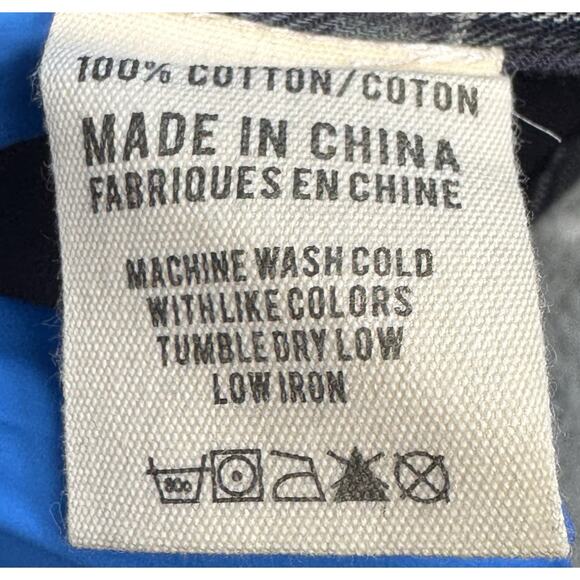 100% COTTON/COTON
MADE IN CHINA
FABRIQUES EN CHINE
MACHINE WASH COLD
WITH LIKE COLORS
TUMBLE DRY LOW
LOW IRON